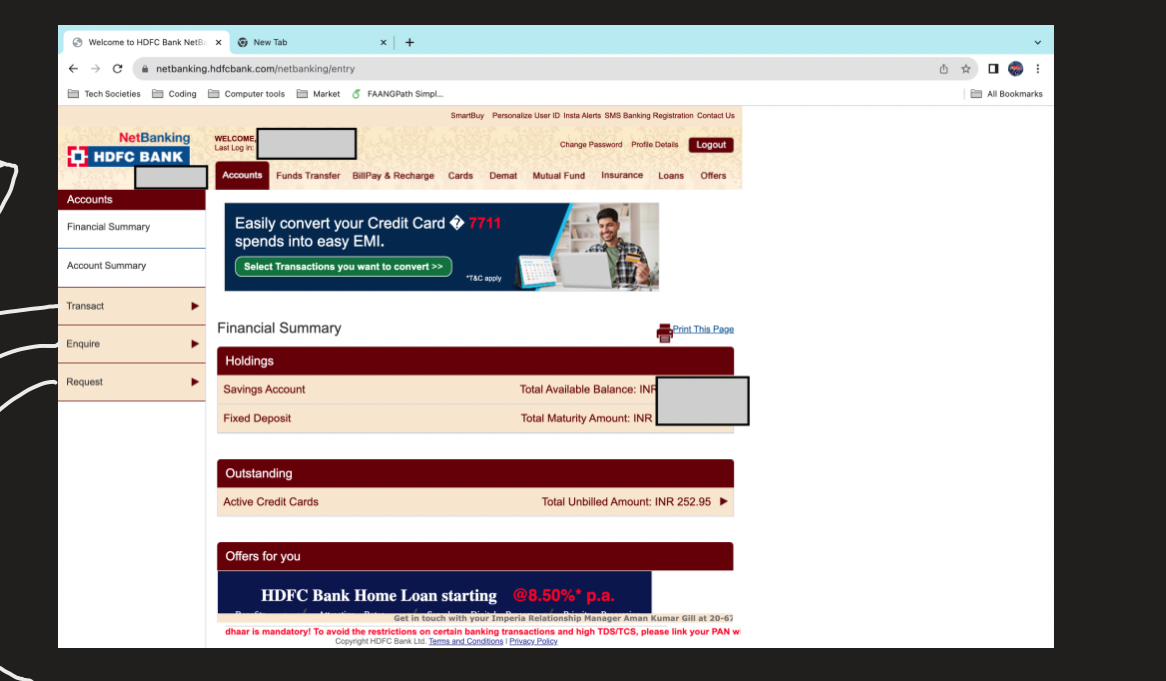 Welcome to HDFC Bank NetB
New Tab
netbanking.hdfcbank.com/netbanking/entry
Tech Societies Coding Computer tools Market FAANGPath Simpl... All Bookmarks
SmartBuy Personalize User ID Insta Alerts SMS Banking Registration Contact Us
NetBanking
HDFC BANK
WELCOME,
Last Log in:
Change Password Profile Details Logout
Accounts Funds Transfer BillPay & Recharge Cards Demat Mutual Fund Insurance Loans Offers
Accounts
Financial Summary
Account Summary
Transact
Enquire
Request
Easily convert your Credit Card � 7711
spends into easy EMI.
Select Transactions you want to convert >>
*T&C apply
Financial Summary
Print This Page
Holdings
Savings Account Total Available Balance: INR
Fixed Deposit Total Maturity Amount: INR
Outstanding
Active Credit Cards Total Unbilled Amount: INR 252.95
Offers for you
HDFC Bank Home Loan starting @8.50%* p.a.
Get in touch with your Imperia Relationship Manager Aman Kumar Gill at 20-67
dhaar is mandatory! To avoid the restrictions on certain banking transactions and high TDS/TCS, please link your PAN w
Copyright HDFC Bank Ltd. Terms and Conditions | Privacy Policy